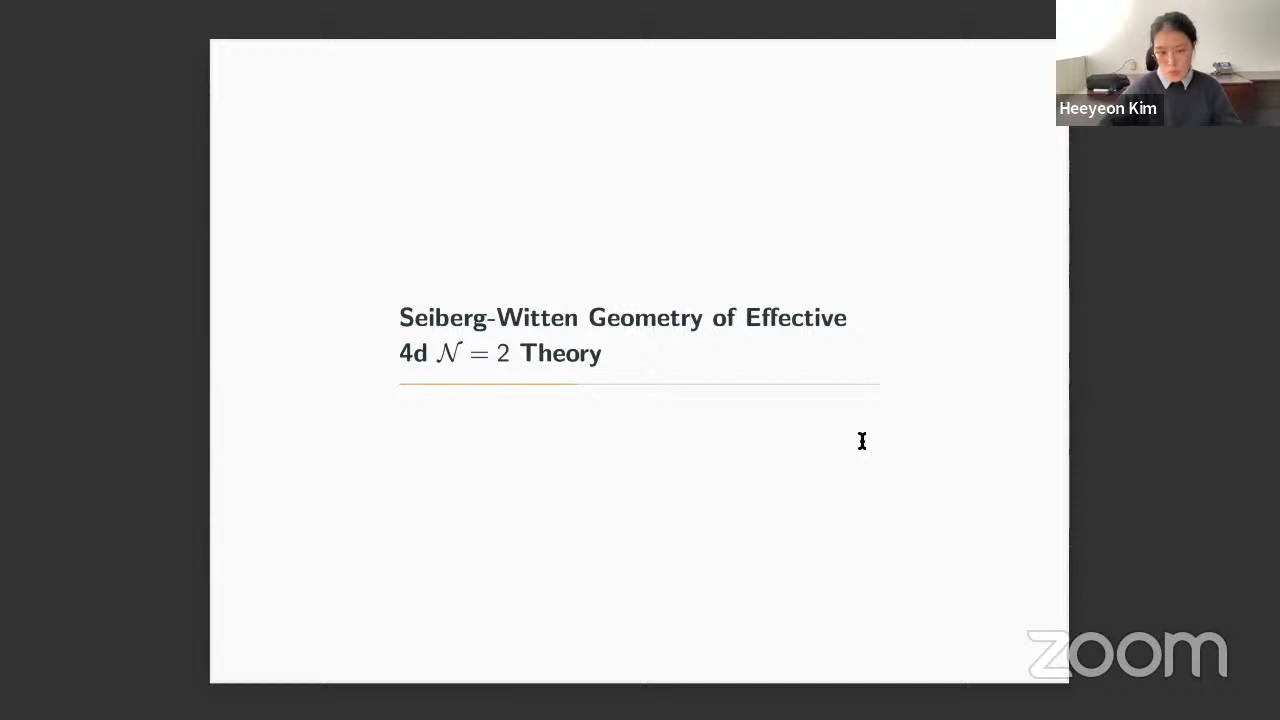 Heeyeon Kim
Seiberg-Witten Geometry of Effective
4d 𝒩 = 2 Theory
zoom